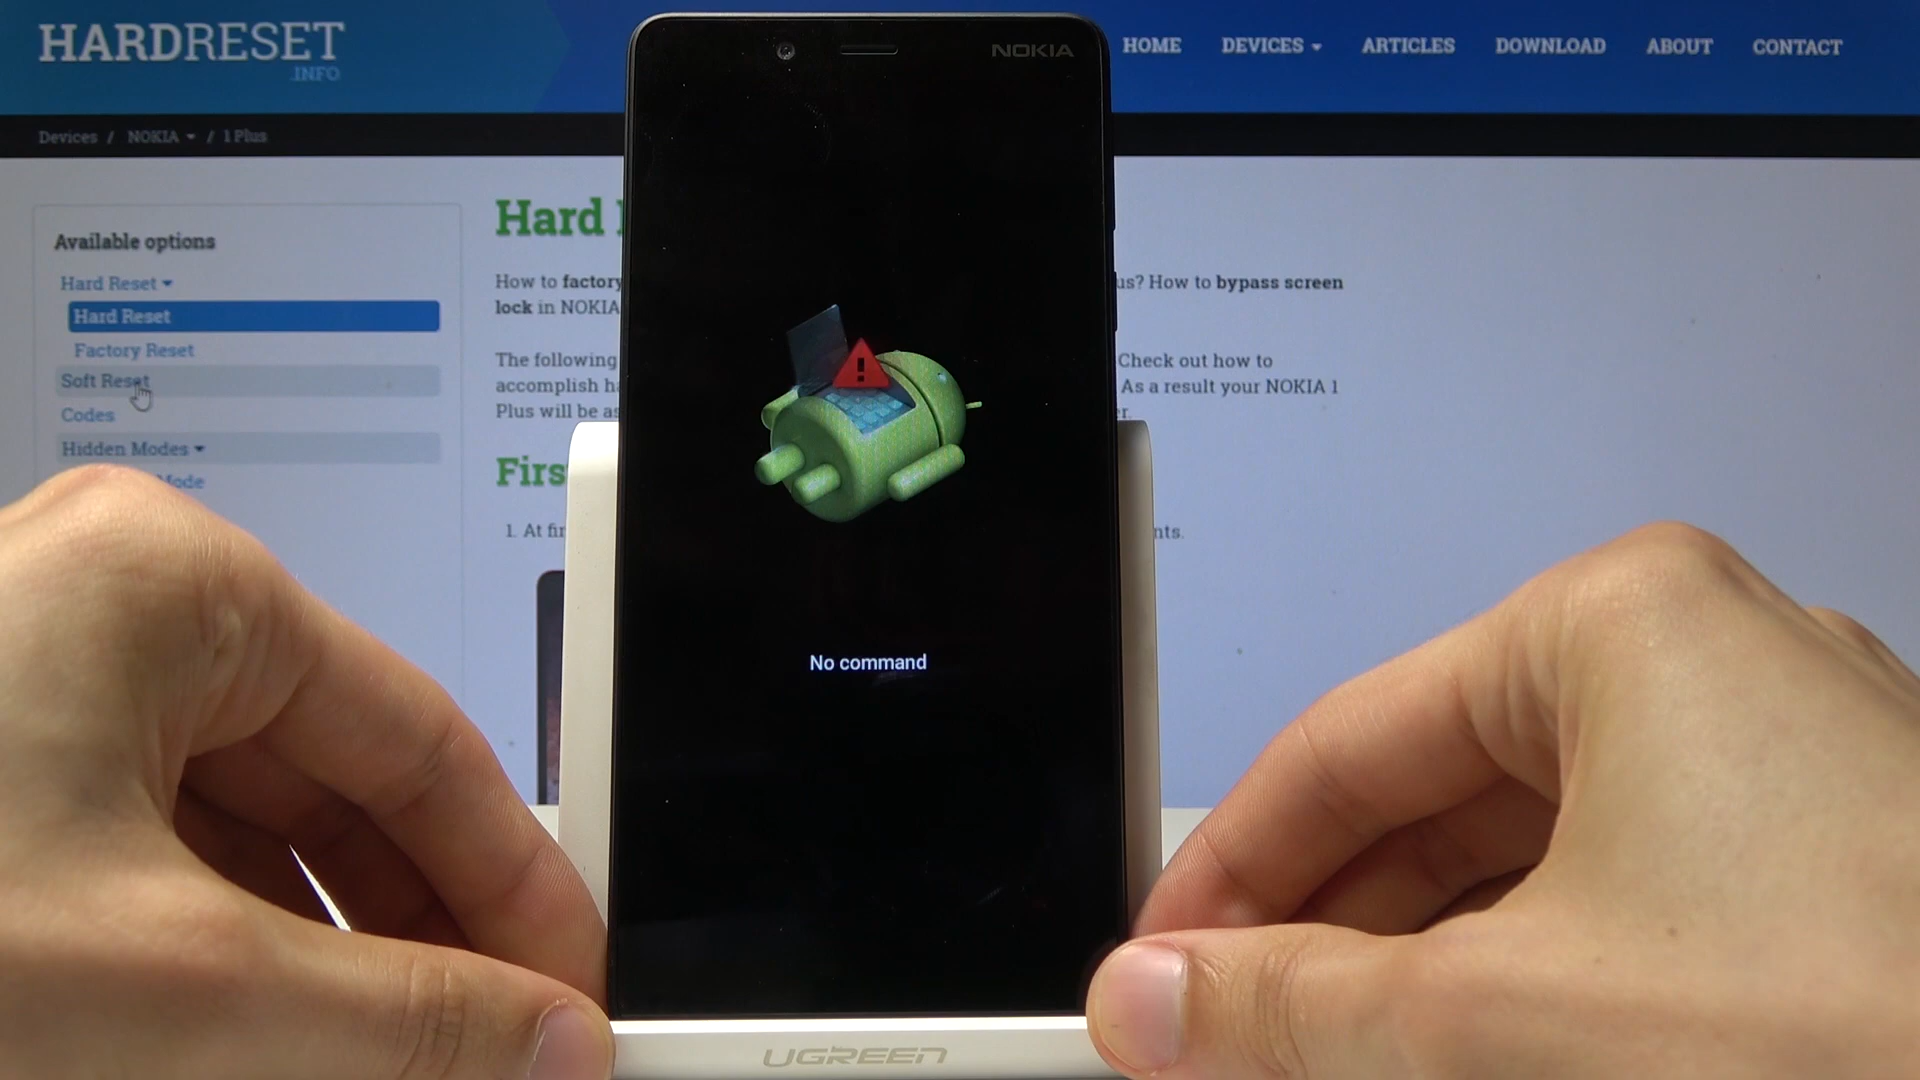 HARDRESET
.INFO
HOME DEVICES ARTICLES DOWNLOAD ABOUT CONTACT
NOKIA
Devices / NOKIA / 1 Plus
Available options
Hard Reset
Hard Reset
Factory Reset
Soft Reset
Codes
Hidden Modes
Mode
Hard
How to factory us? How to bypass screen
lock in NOKIA
The following Check out how to
accomplish As a result your NOKIA 1
Plus will be
Firs
1. At nts.
No command
UGREEN